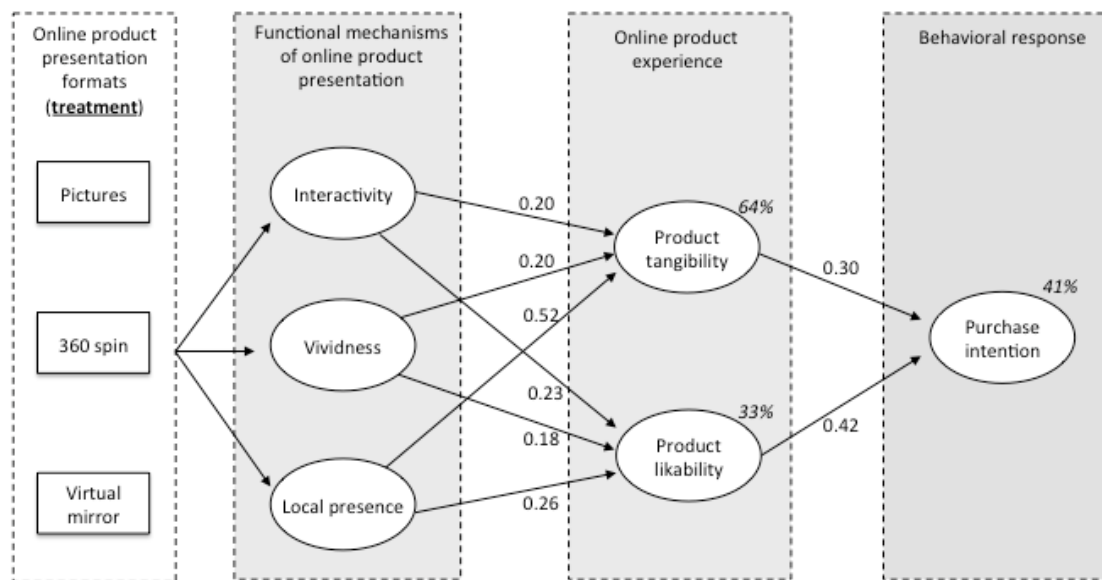 Online product
presentation
formats
(treatment)
Pictures
360 spin
Virtual
mirror
Functional mechanisms
of online product
presentation
Interactivity
Vividness
Local presence
0.20
0.20
0.52
0.23
0.18
0.26
Online product
experience
64%
Product
tangibility
33%
Product
likability
0.30
0.42
Behavioral response
41%
Purchase
intention